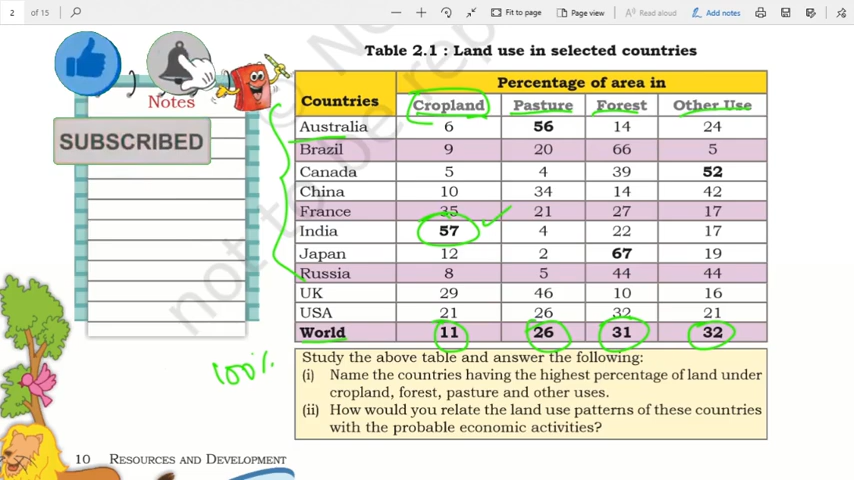 2 of 15 Fit to page Page view Read aloud Add notes
Table 2.1 : Land use in selected countries
Notes
SUBSCRIBED
Countries Percentage of area in
Cropland Pasture Forest Other Use
Australia 6 56 14 24
Brazil 9 20 66 5
Canada 5 4 39 52
China 10 34 14 42
France 35 21 27 17
India 57 4 22 17
Japan 12 2 67 19
Russia 8 5 44 44
UK 29 46 10 16
USA 21 26 32 21
World 11 26 31 32
100%
Study the above table and answer the following:
(i) Name the countries having the highest percentage of land under
cropland, forest, pasture and other uses.
(ii) How would you relate the land use patterns of these countries
with the probable economic activities?
10 RESOURCES AND DEVELOPMENT